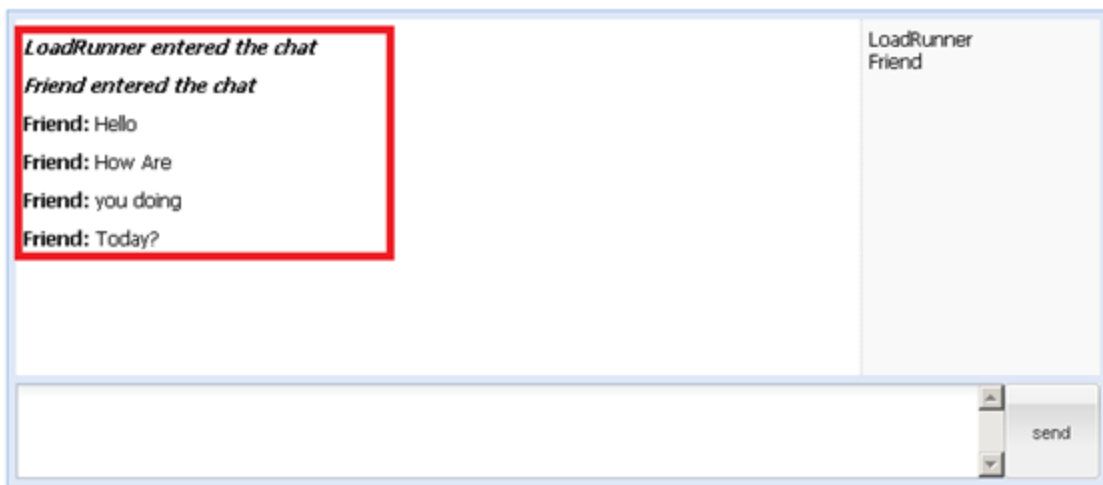 LoadRunner entered the chat
Friend entered the chat
Friend: Hello
Friend: How Are
Friend: you doing
Friend: Today?
LoadRunner
Friend
send